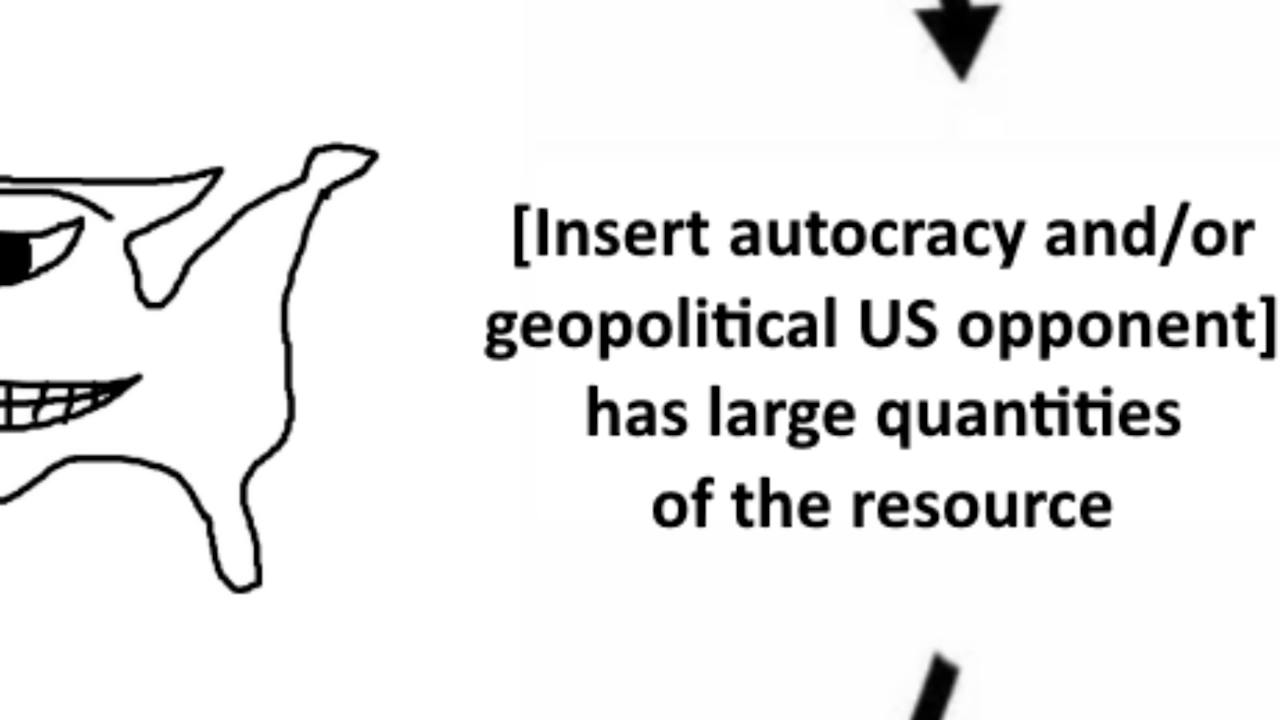 [Insert autocracy and/or
geopolitical US opponent]
has large quantities
of the resource